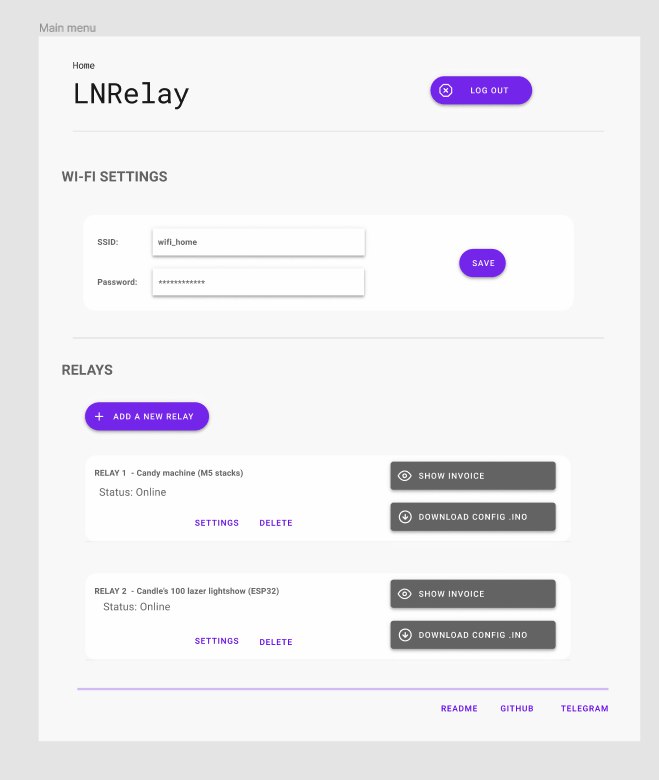 Main menu
Home
LNRelay
LOG OUT
WI-FI SETTINGS
SSID:
wifi_home
SAVE
Password:
************
RELAYS
ADD A NEW RELAY
RELAY 1 - Candy machine (M5 stacks)
SHOW INVOICE
Status: Online
DOWNLOAD CONFIG .INO
SETTINGS
DELETE
RELAY 2 - Candle's 100 lazer lightshow (ESP32)
SHOW INVOICE
Status: Online
DOWNLOAD CONFIG .INO
SETTINGS
DELETE
README
GITHUB
TELEGRAM